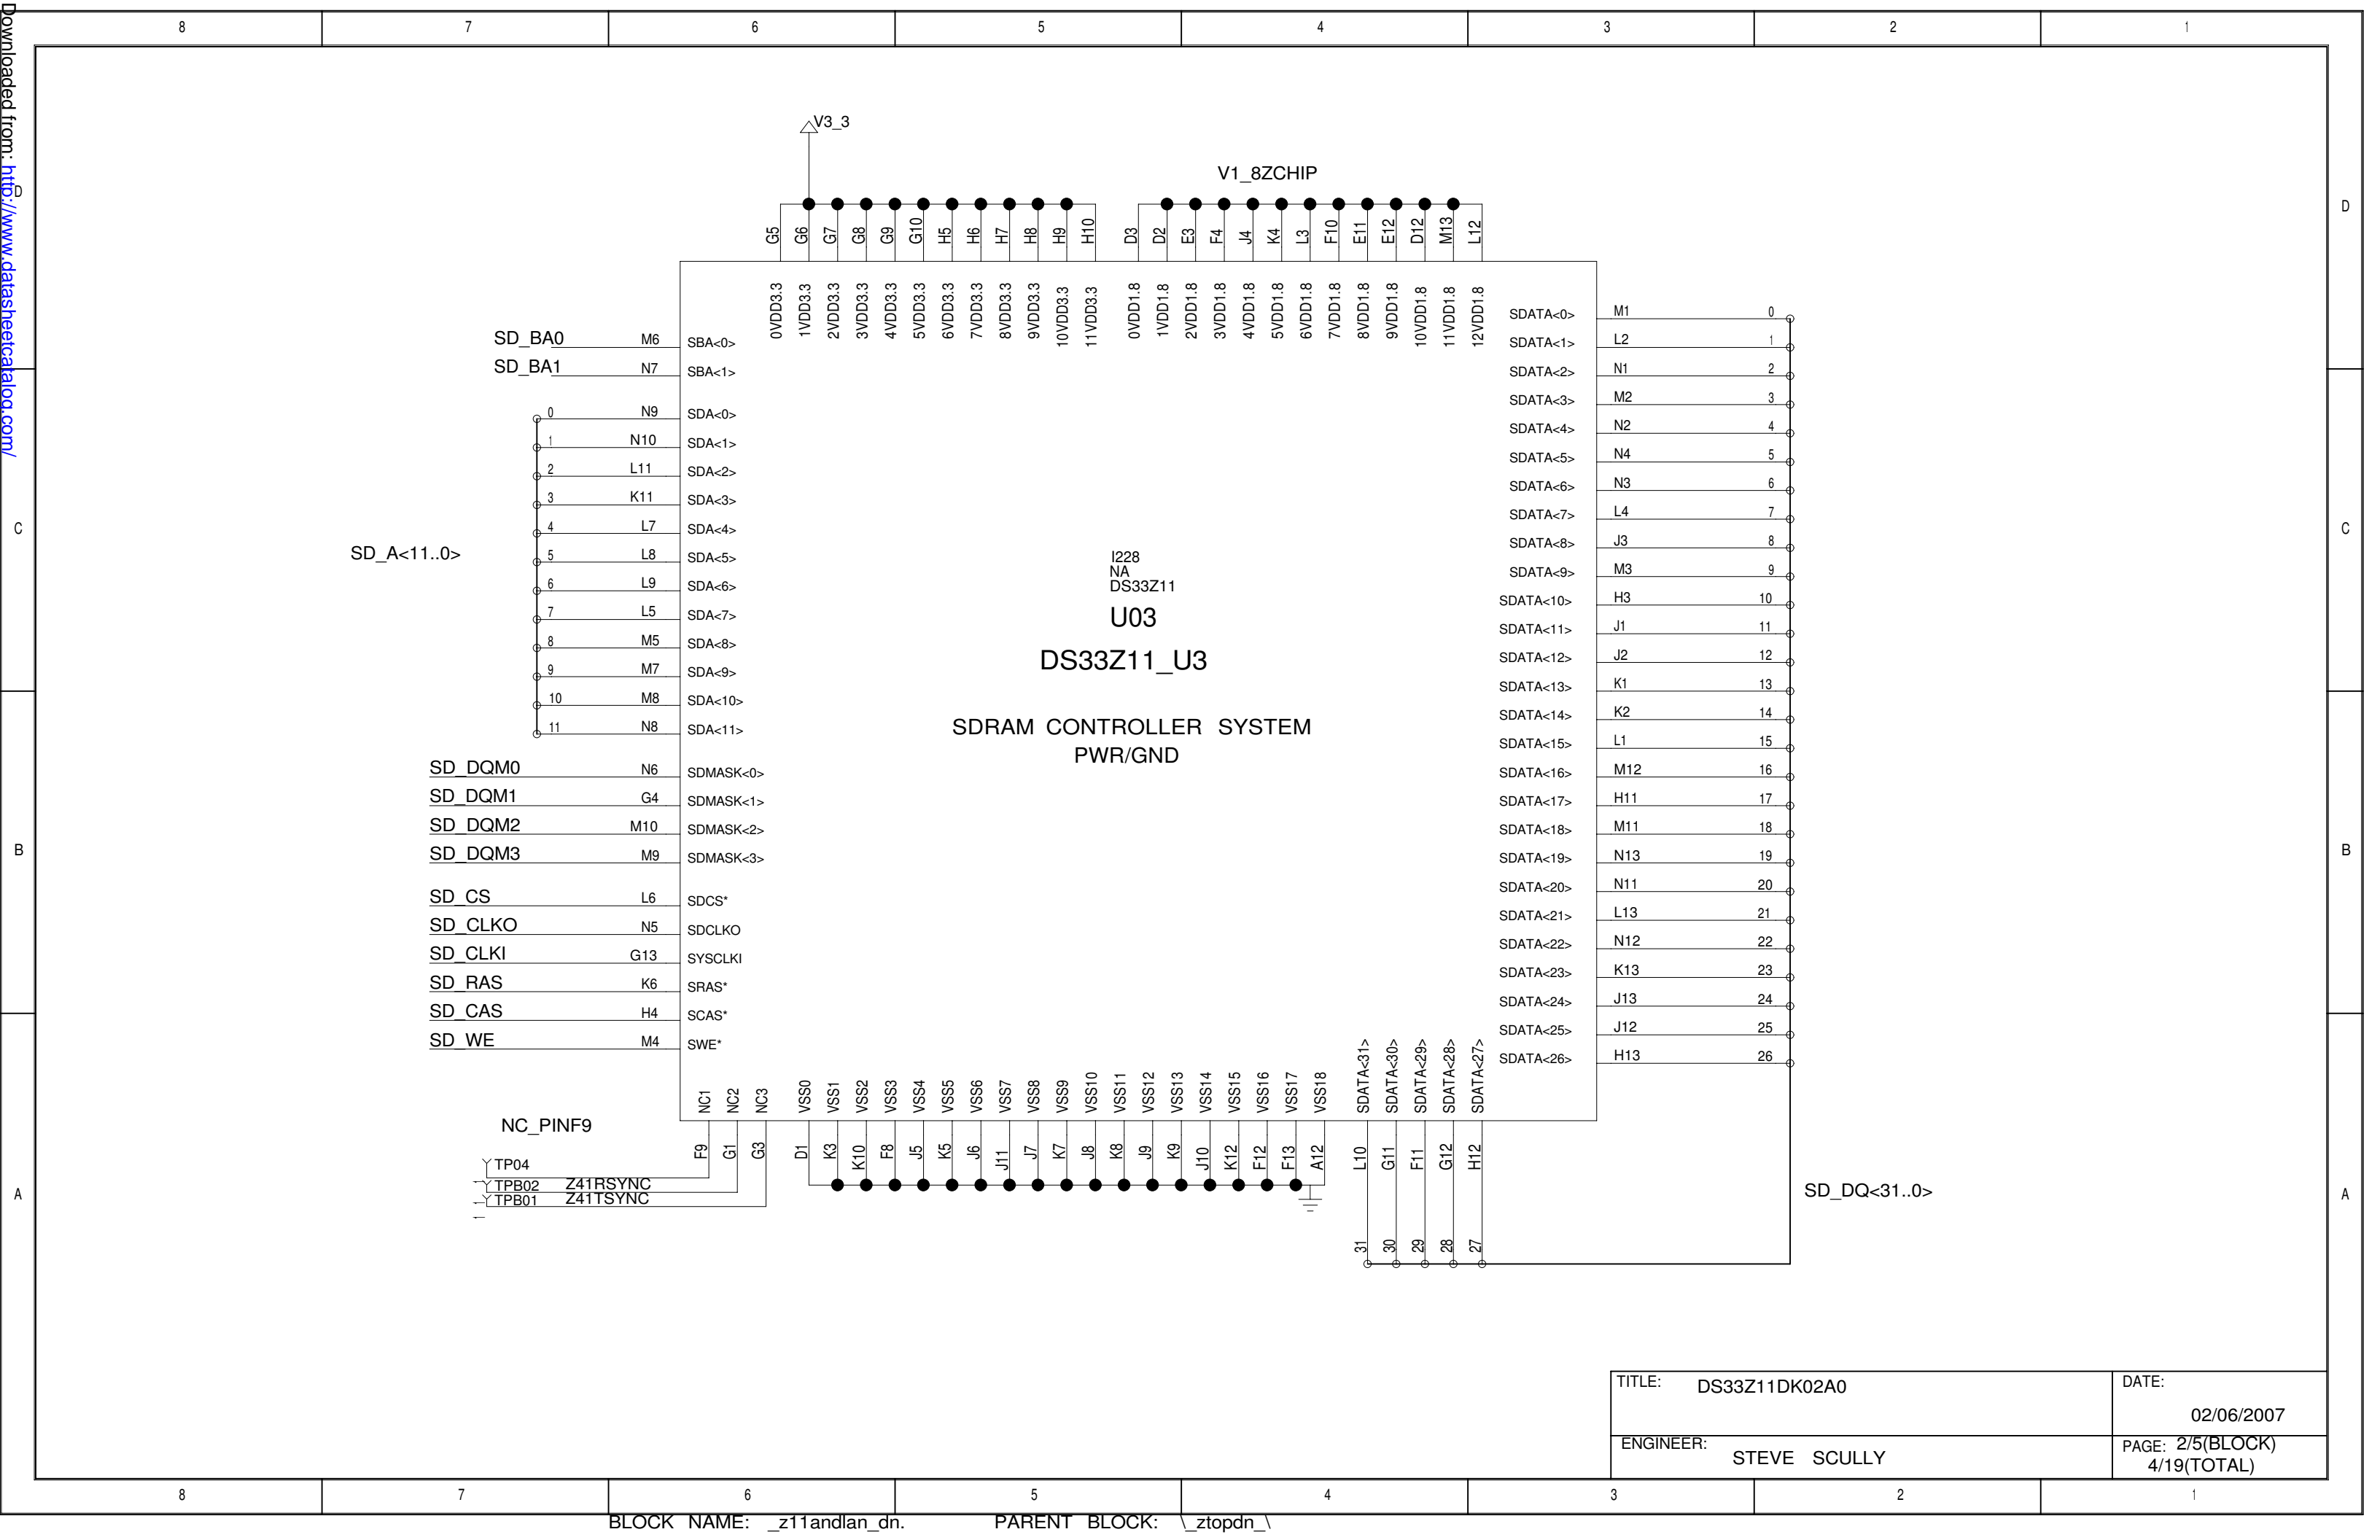 Downloaded from: http://www.datasheetcatalog.com/
8 7 6 5 4 3 2 1
D
D
C
C
B
B
A
A
V3_3
V1_8ZCHIP
G5 G6 G7 G8 G9 G10 H5 H6 H7 H8 H9 H10
D3 D2 E3 F4 J4 K4 L3 F10 E11 E12 D12 M13 L12
0VDD3.3 1VDD3.3 2VDD3.3 3VDD3.3 4VDD3.3 5VDD3.3 6VDD3.3 7VDD3.3 8VDD3.3 9VDD3.3 10VDD3.3 11VDD3.3
0VDD1.8 1VDD1.8 2VDD1.8 3VDD1.8 4VDD1.8 5VDD1.8 6VDD1.8 7VDD1.8 8VDD1.8 9VDD1.8 10VDD1.8 11VDD1.8 12VDD1.8
SD_BA0 M6 SBA<0>
SD_BA1 N7 SBA<1>
0 N9 SDA<0>
1 N10 SDA<1>
2 L11 SDA<2>
3 K11 SDA<3>
4 L7 SDA<4>
SD_A<11..0>
5 L8 SDA<5>
6 L9 SDA<6>
7 L5 SDA<7>
8 M5 SDA<8>
9 M7 SDA<9>
10 M8 SDA<10>
11 N8 SDA<11>
SD_DQM0 N6 SDMASK<0>
SD_DQM1 G4 SDMASK<1>
SD_DQM2 M10 SDMASK<2>
SD_DQM3 M9 SDMASK<3>
SD_CS L6 SDCS*
SD_CLKO N5 SDCLKO
SD_CLKI G13 SYSCLKI
SD_RAS K6 SRAS*
SD_CAS H4 SCAS*
SD_WE M4 SWE*
I228
NA
DS33Z11
U03
DS33Z11_U3
SDRAM CONTROLLER SYSTEM
PWR/GND
SDATA<0> M1 0
SDATA<1> L2 1
SDATA<2> N1 2
SDATA<3> M2 3
SDATA<4> N2 4
SDATA<5> N4 5
SDATA<6> N3 6
SDATA<7> L4 7
SDATA<8> J3 8
SDATA<9> M3 9
SDATA<10> H3 10
SDATA<11> J1 11
SDATA<12> J2 12
SDATA<13> K1 13
SDATA<14> K2 14
SDATA<15> L1 15
SDATA<16> M12 16
SDATA<17> H11 17
SDATA<18> M11 18
SDATA<19> N13 19
SDATA<20> N11 20
SDATA<21> L13 21
SDATA<22> N12 22
SDATA<23> K13 23
SDATA<24> J13 24
SDATA<25> J12 25
SDATA<26> H13 26
NC1 NC2 NC3
VSS0 VSS1 VSS2 VSS3 VSS4 VSS5 VSS6 VSS7 VSS8 VSS9 VSS10 VSS11 VSS12 VSS13 VSS14 VSS15 VSS16 VSS17 VSS18
SDATA<31> SDATA<30> SDATA<29> SDATA<28> SDATA<27>
F9 G1 G3
D1 K3 K10 F8 J5 K5 J6 J11 J7 K7 J8 K8 J9 K9 J10 K12 F12 F13 A12
L10 G11 F11 G12 H12
31 30 29 28 27
NC_PINF9
TP04
TPB02 Z41RSYNC
TPB01 Z41TSYNC
SD_DQ<31..0>
TITLE: DS33Z11DK02A0
DATE:
02/06/2007
ENGINEER: STEVE SCULLY
PAGE: 2/5(BLOCK)
4/19(TOTAL)
8 7 6 5 4 3 2 1
BLOCK NAME: _z11andlan_dn. PARENT BLOCK: \_ztopdn_\